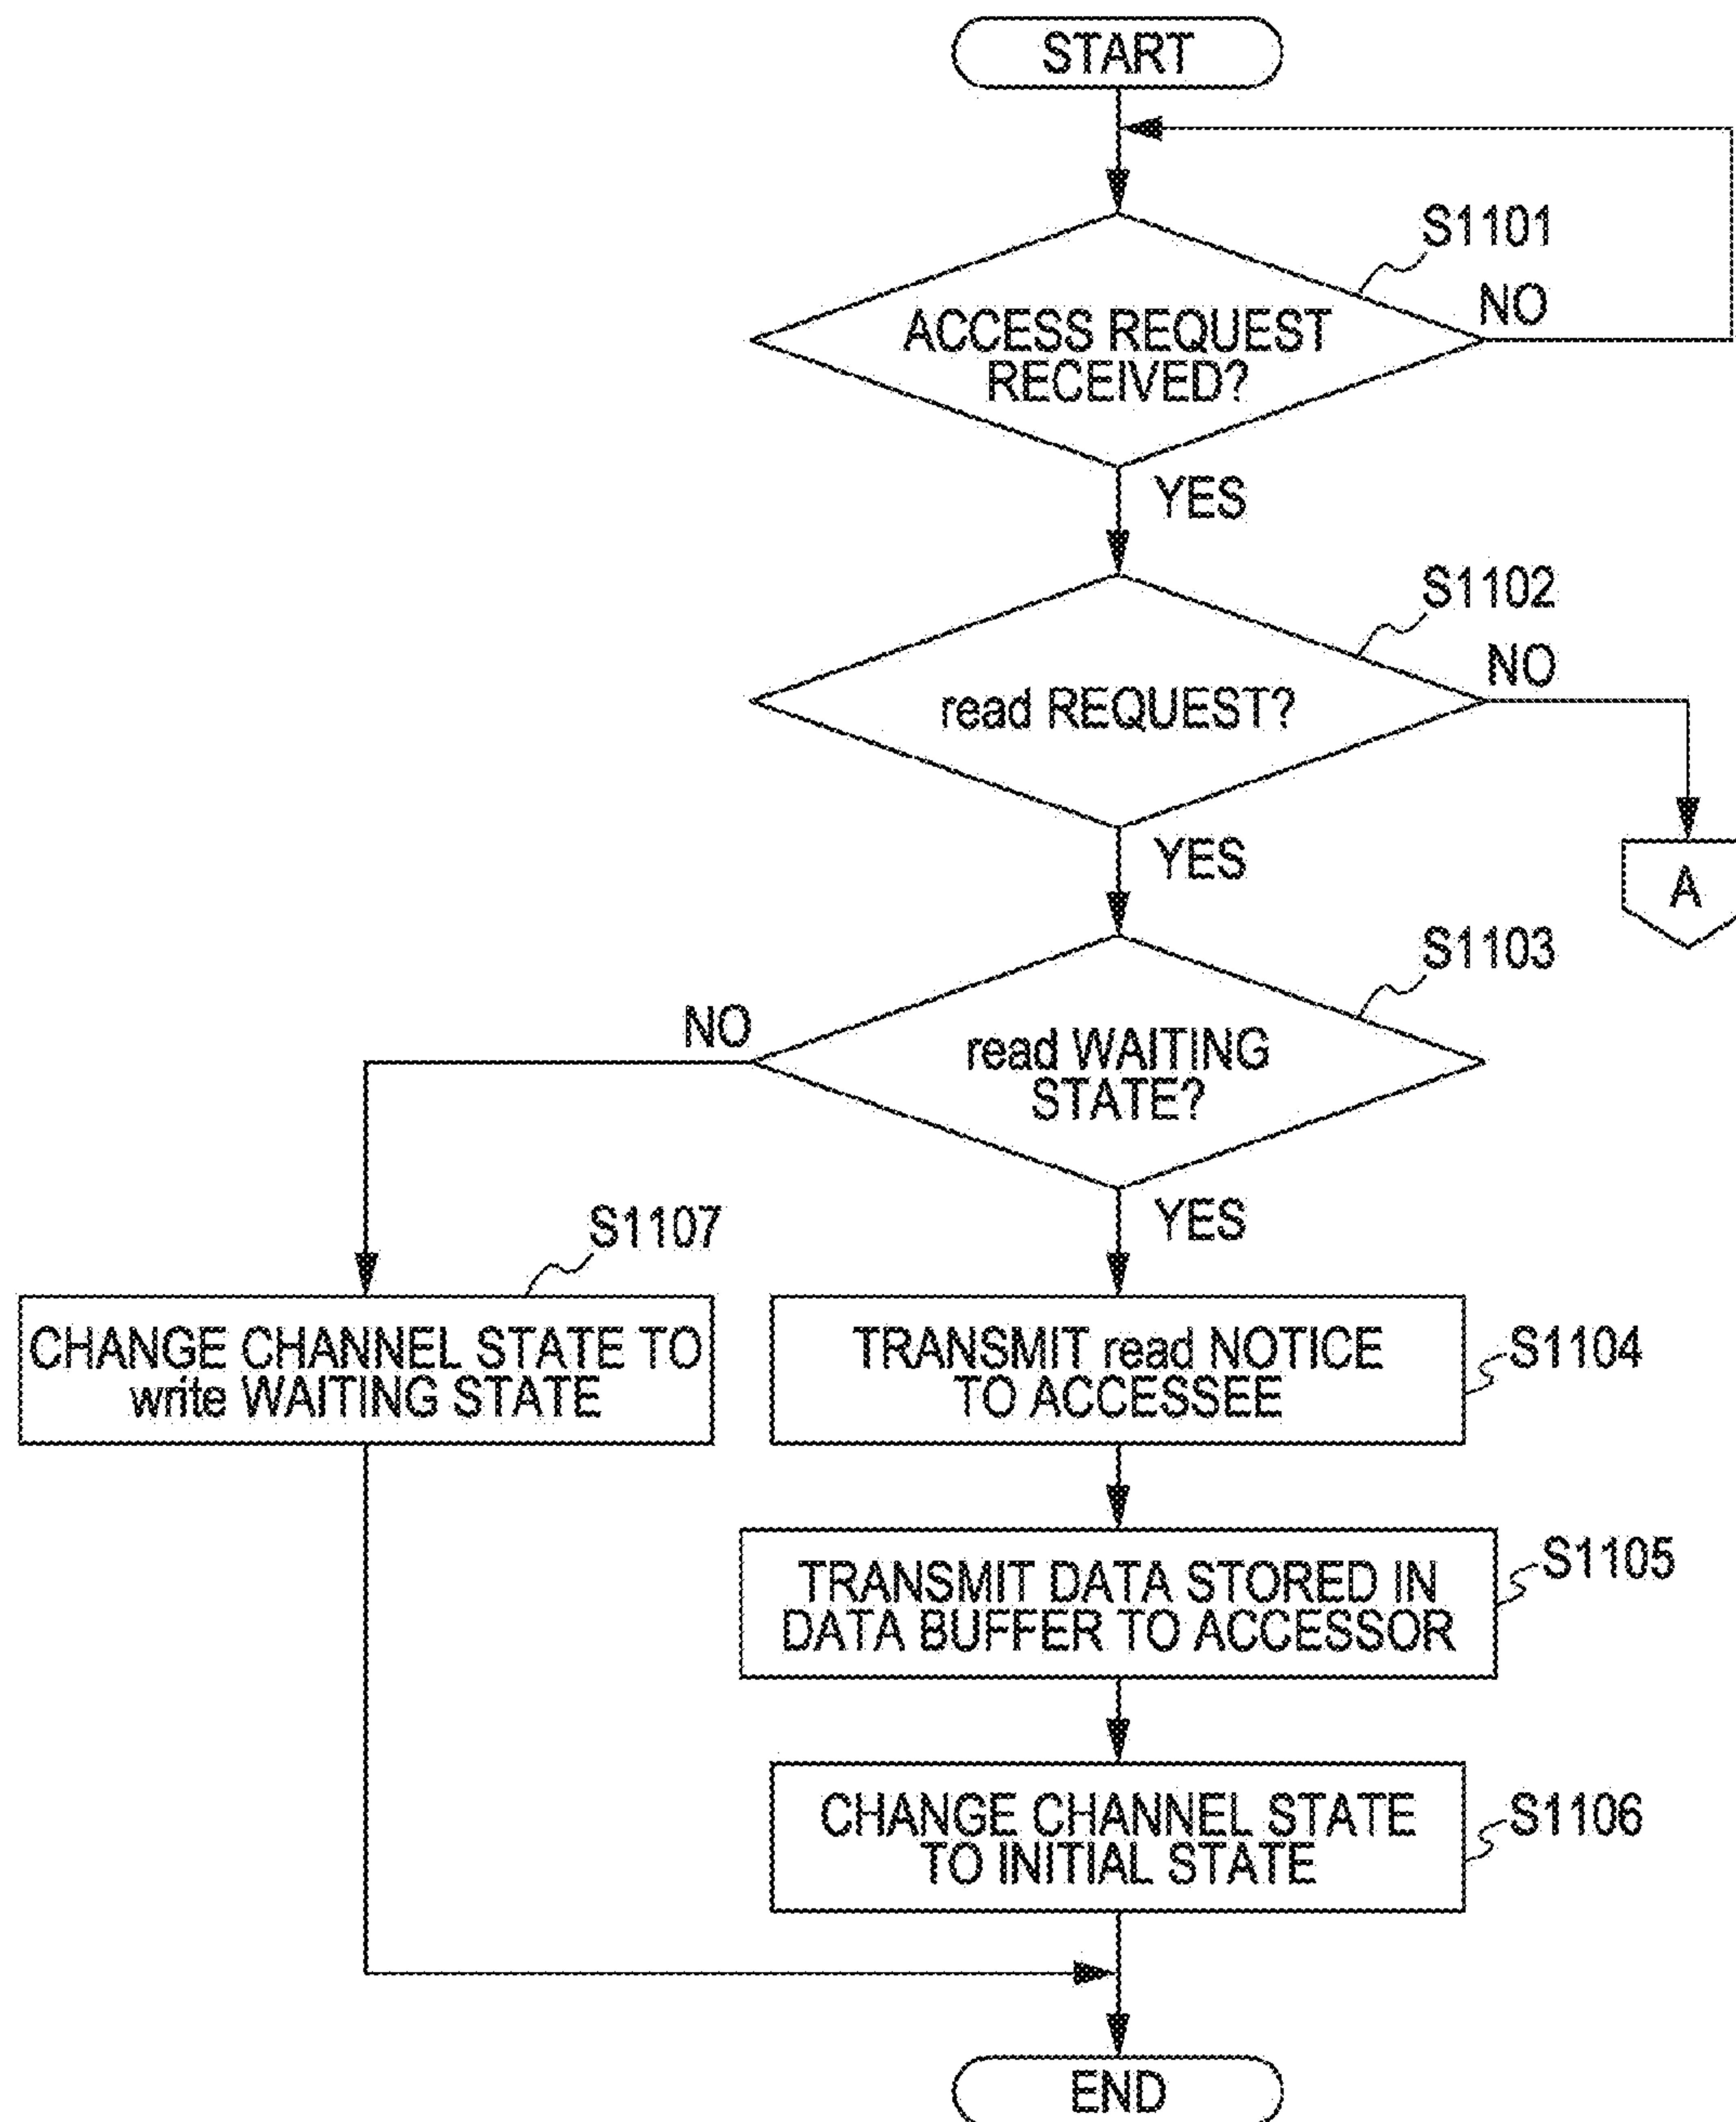 START
S1101
ACCESS REQUEST
RECEIVED?
NO
YES
S1102
read REQUEST?
NO
YES
A
S1103
read WAITING
STATE?
NO
YES
S1107
CHANGE CHANNEL STATE TO
write WAITING STATE
TRANSMIT read NOTICE
TO ACCESSEE
S1104
TRANSMIT DATA STORED IN
DATA BUFFER TO ACCESSOR
S1105
CHANGE CHANNEL STATE
TO INITIAL STATE
S1106
END